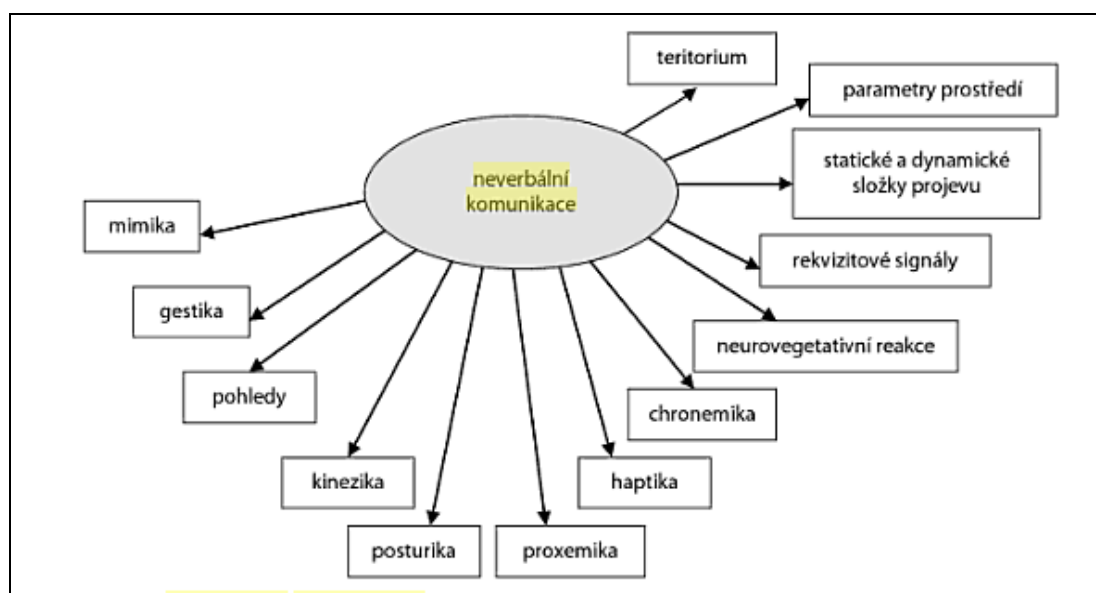 teritorium
parametry prostředí
neverbální
komunikace
statické a dynamické
složky projevu
mimika
rekvizitové signály
gestika
neurovegetativní reakce
pohledy
chronemika
kinezika
haptika
posturika
proxemika